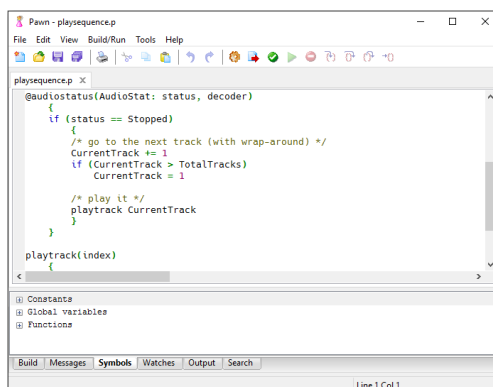 Pawn - playsequence.p
File Edit View Build/Run Tools Help
playsequence.p X
@audiostatus(AudioStat: status, decoder)
{
if (status == Stopped)
{
/* go to the next track (with wrap-around) */
CurrentTrack += 1
if (CurrentTrack > TotalTracks)
CurrentTrack = 1
/* play it */
playtrack CurrentTrack
}
}
playtrack(index)
{
Constants
Global variables
Functions
Build Messages Symbols Watches Output Search
Line 1 Col 1